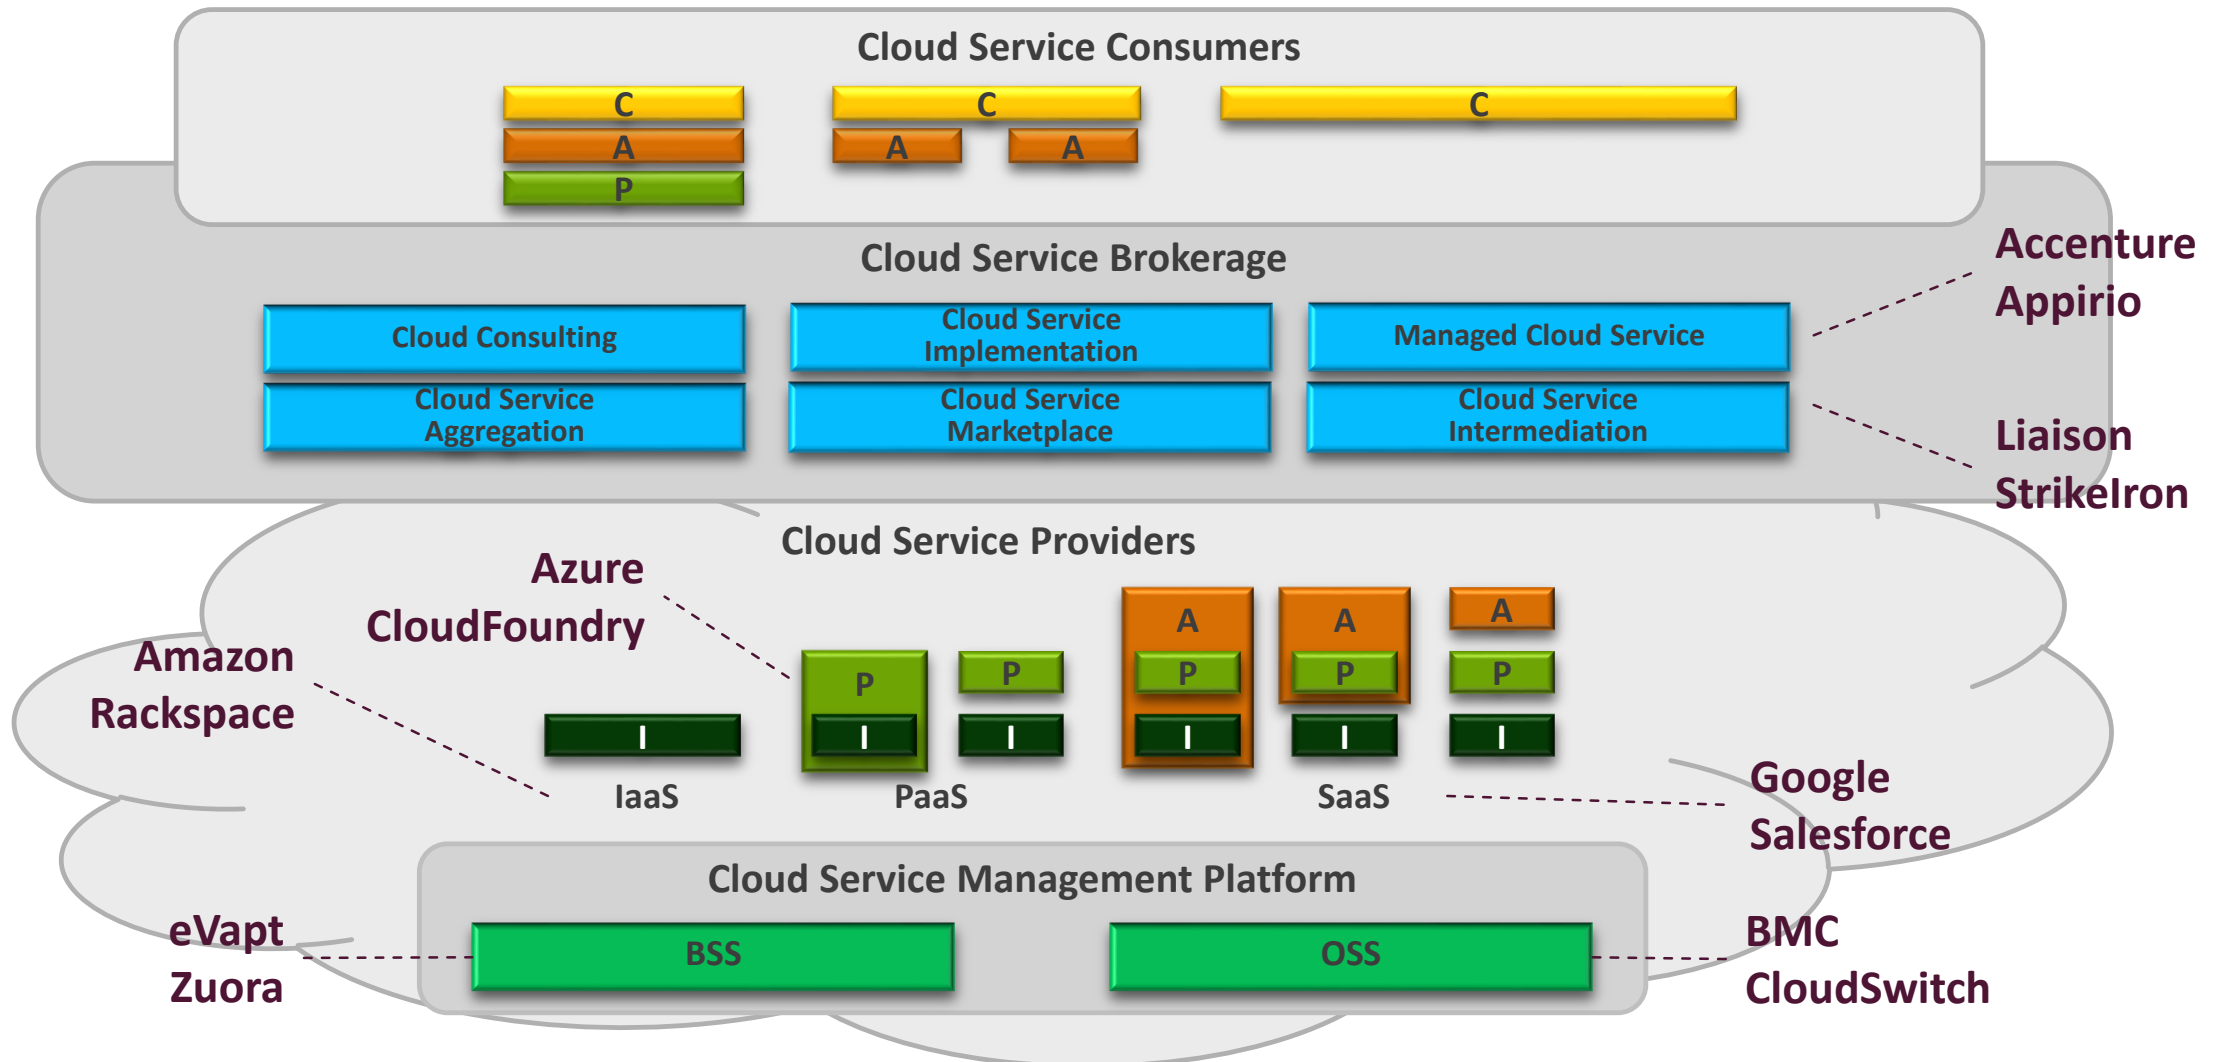 Cloud Service Consumers
C
C
C
A
A
A
P
Cloud Service Brokerage
Accenture
Appirio
Cloud Consulting
Cloud Service
Implementation
Managed Cloud Service
Cloud Service
Aggregation
Cloud Service
Marketplace
Cloud Service
Intermediation
Liaison
StrikeIron
Cloud Service Providers
Azure
CloudFoundry
Amazon
Rackspace
A
A
A
P
P
P
P
P
I
I
I
I
I
I
IaaS
PaaS
SaaS
Google
Salesforce
Cloud Service Management Platform
eVapt
Zuora
BSS
OSS
BMC
CloudSwitch